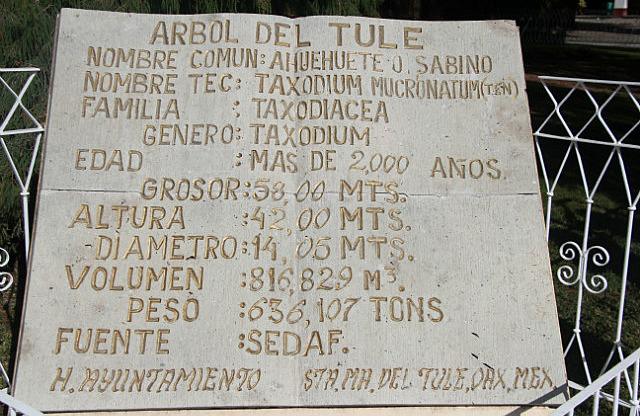 ARBOL DEL TULE
NOMBRE COMUN: AHUEHUETE O SABINO
NOMBRE TEC: TAXODIUM MUCRONATUM (TEN)
FAMILIA : TAXODIACEA
GENERO: TAXODIUM
EDAD : MAS DE 2,000 AÑOS.
GROSOR: 58,00 MTS.
ALTURA : 42,00 MTS.
DIAMETRO: 14,05 MTS.
VOLUMEN : 816,829 M³.
PESO : 636,107 TONS
FUENTE : SEDAF.
H. AYUNTAMIENTO STA. MA. DEL TULE, OAX. MEX.